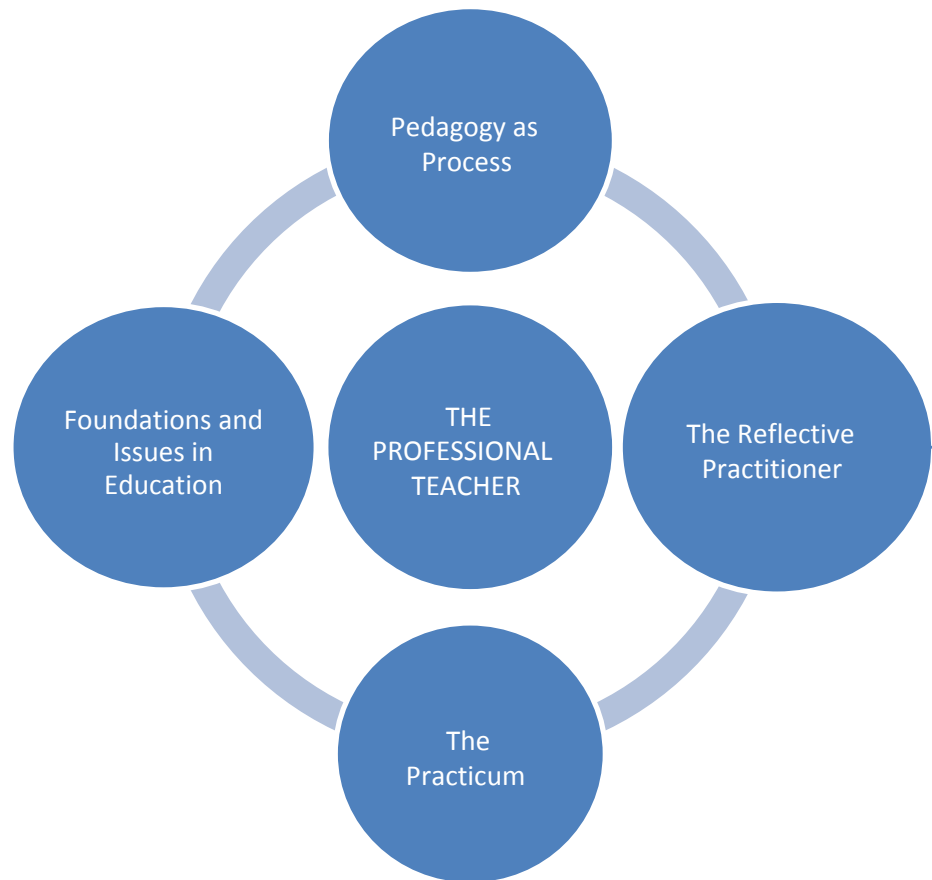 Pedagogy as
Process
Foundations and
Issues in
Education
THE
PROFESSIONAL
TEACHER
The Reflective
Practitioner
The
Practicum